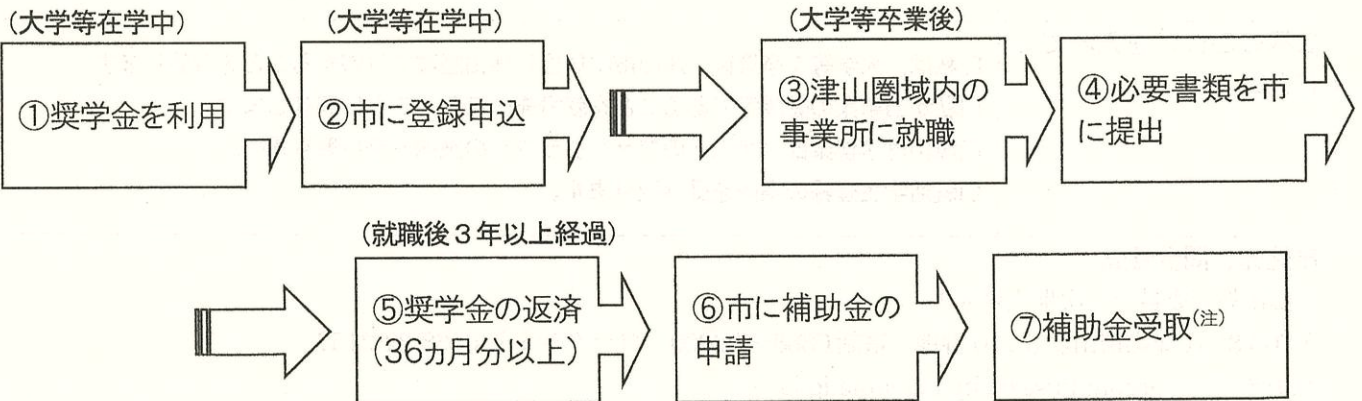 (大学等在学中)
①奨学金を利用
(大学等在学中)
②市に登録申込
(大学等卒業後)
③津山圏域内の
事業所に就職
④必要書類を市
に提出
(就職後3年以上経過)
⑤奨学金の返済
(36ヵ月分以上)
⑥市に補助金の
申請
⑦補助金受取(注)